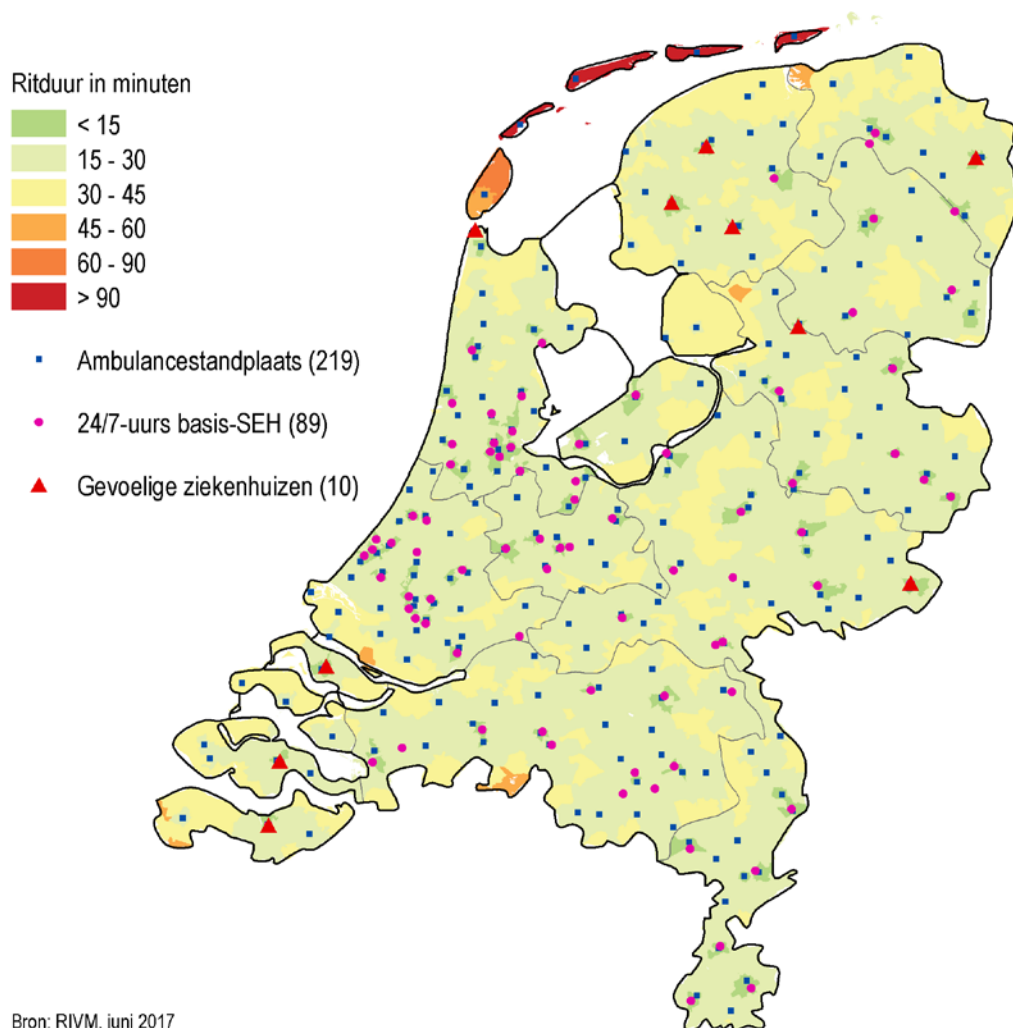 Ritduur in minuten
< 15
15 - 30
30 - 45
45 - 60
60 - 90
> 90
Ambulancestandplaats (219)
24/7-uurs basis-SEH (89)
Gevoelige ziekenhuizen (10)
Bron: RIVM, juni 2017